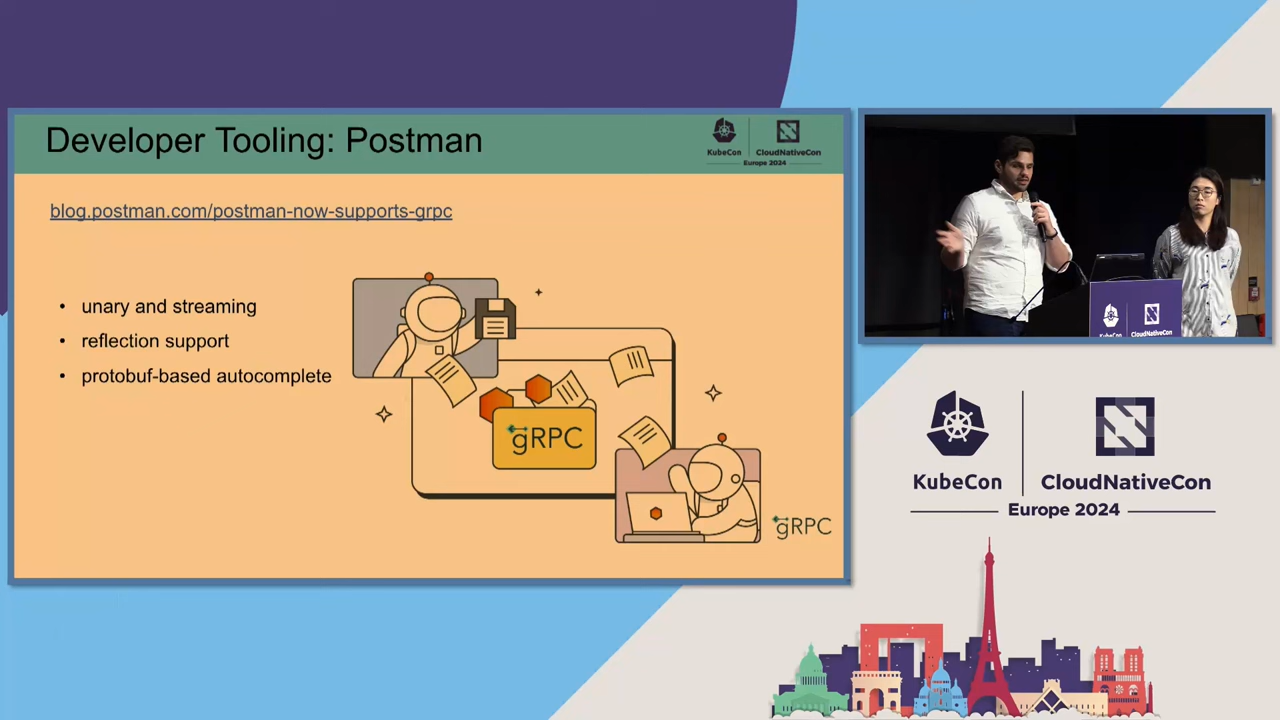 Developer Tooling: Postman
KubeCon
CloudNativeCon
Europe 2024
blog.postman.com/postman-now-supports-grpc
• unary and streaming
• reflection support
• protobuf-based autocomplete
gRPC
gRPC
CloudNativeCon
KubeCon
CloudNativeCon
Europe 2024